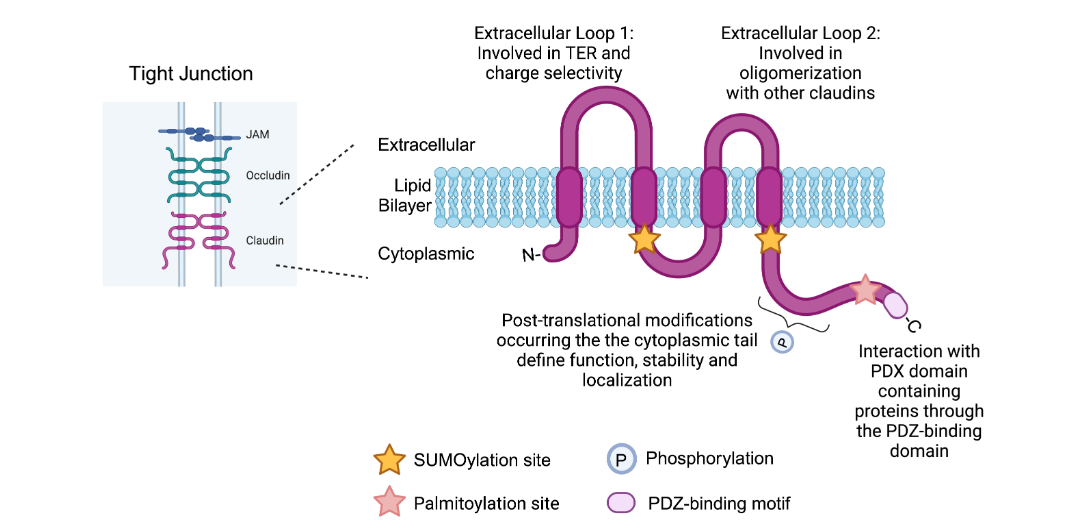 Tight Junction
JAM
Occludin
Claudin
Extracellular Loop 1:
Involved in TER and
charge selectivity
Extracellular Loop 2:
Involved in
oligomerization
with other claudins
Extracellular
Lipid
Bilayer
Cytoplasmic
N-
Post-translational modifications
occurring the the cytoplasmic tail
define function, stability and
localization
P
-C
Interaction with
PDX domain
containing
proteins through
the PDZ-binding
domain
SUMOylation site
P
Phosphorylation
Palmitoylation site
PDZ-binding motif